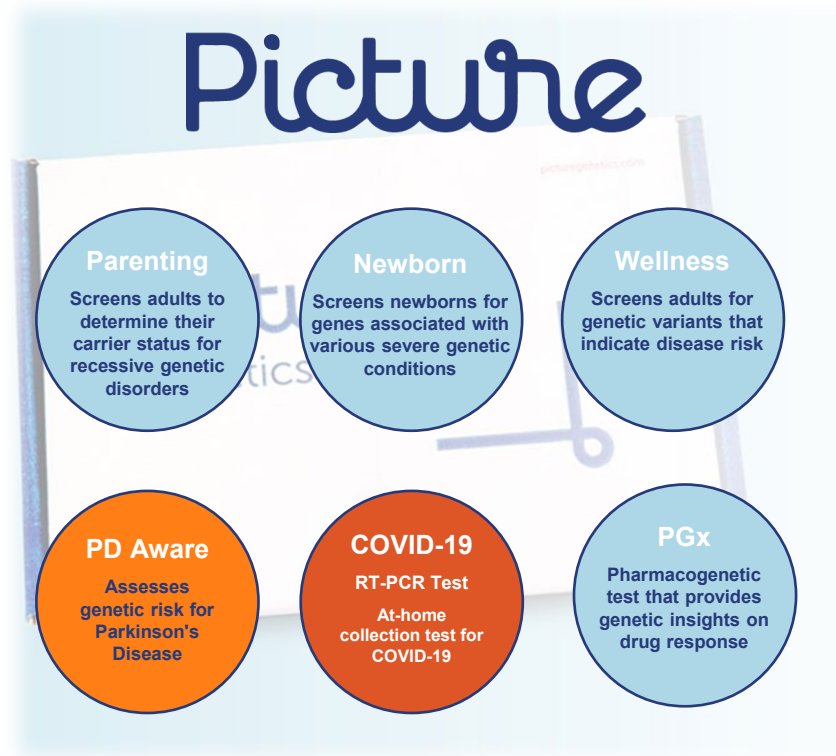 Picture
picturegenetics.com
Parenting
Screens adults to
determine their
carrier status for
recessive genetic
disorders
Newborn
Screens newborns for
genes associated with
various severe genetic
conditions
Wellness
Screens adults for
genetic variants that
indicate disease risk
tics
PD Aware
Assesses
genetic risk for
Parkinson's
Disease
COVID-19
RT-PCR Test
At-home
collection test for
COVID-19
PGx
Pharmacogenetic
test that provides
genetic insights on
drug response